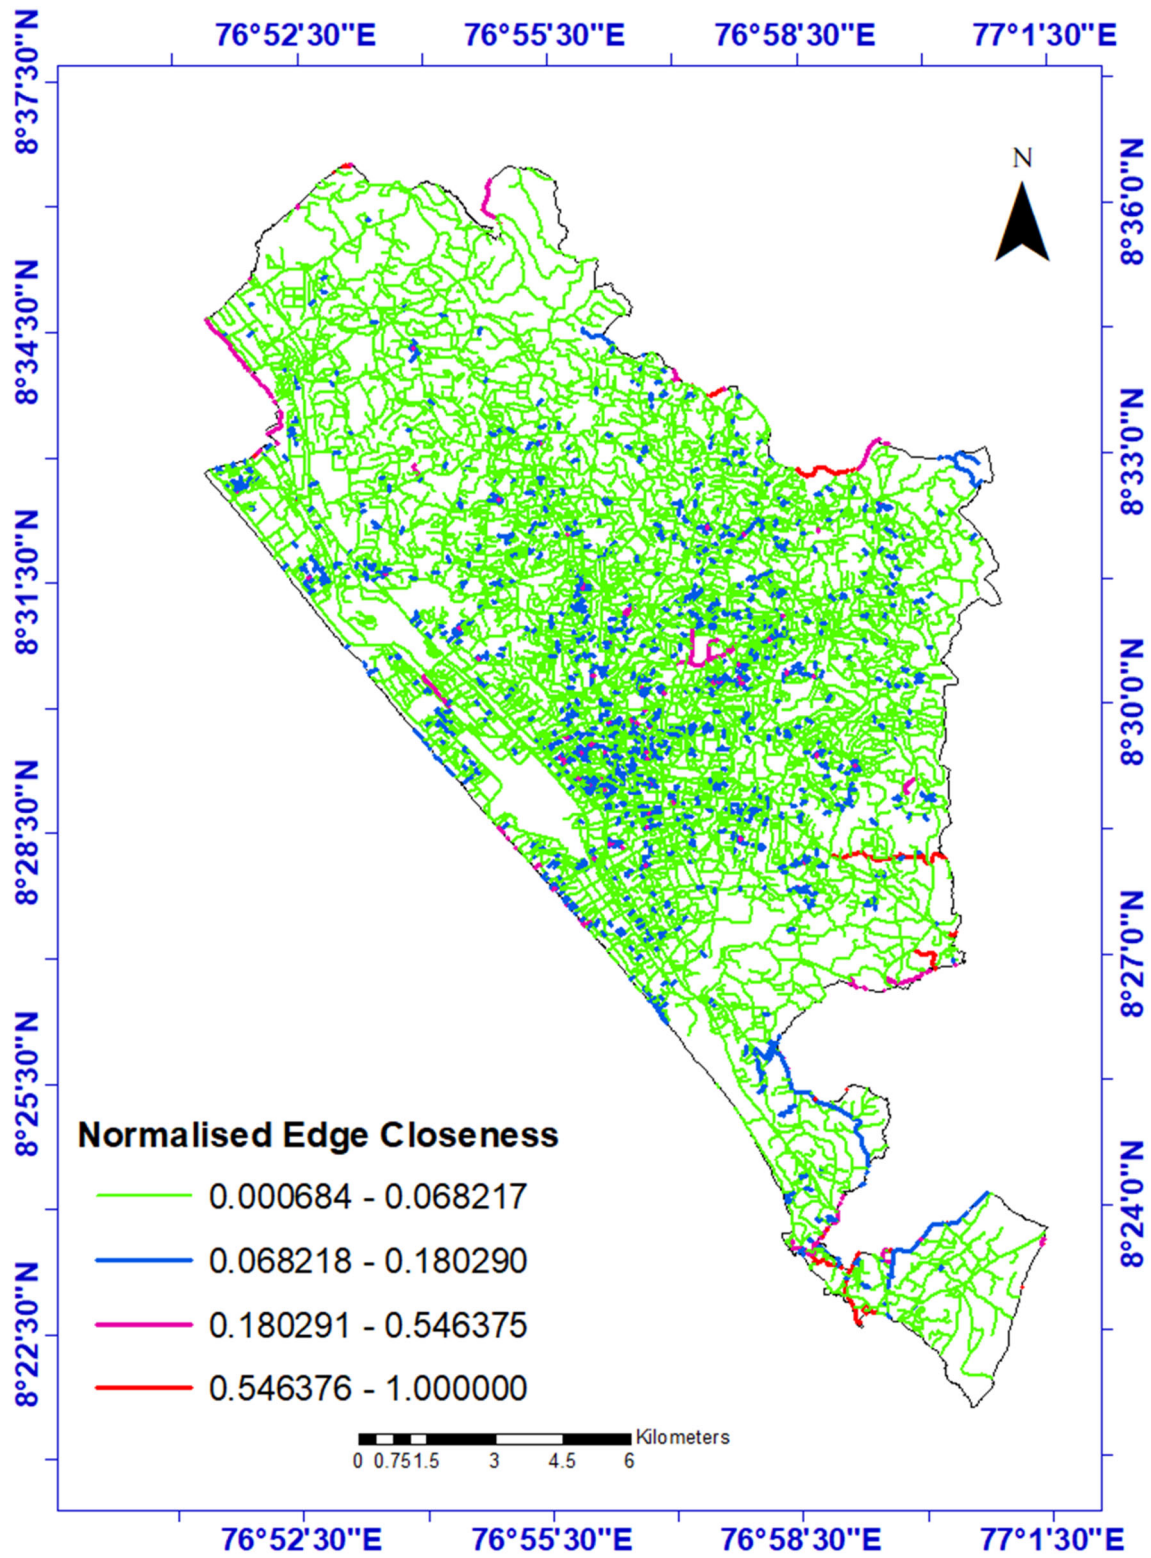 76°52'30"E 76°55'30"E 76°58'30"E 77°1'30"E
8°37'30"N
8°34'30"N
8°31'30"N
8°28'30"N
8°25'30"N
8°22'30"N
N
8°36'0"N
8°33'0"N
8°30'0"N
8°27'0"N
8°24'0"N
Normalised Edge Closeness
0.000684 - 0.068217
0.068218 - 0.180290
0.180291 - 0.546375
0.546376 - 1.000000
Kilometers
0 0.751.5 3 4.5 6
76°52'30"E 76°55'30"E 76°58'30"E 77°1'30"E